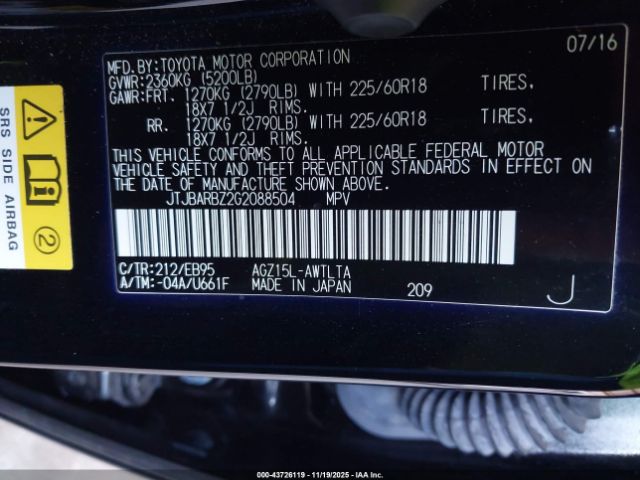 MFD.BY:TOYOTA MOTOR CORPORATION 07/16
GVWR:2360KG (5200LB)
GAWR:FRT. 1270KG (2790LB) WITH 225/60R18 TIRES.
18X7 1/2J RIMS.
RR. 1270KG (2790LB) WITH 225/60R18 TIRES.
18X7 1/2J RIMS.
THIS VEHICLE CONFORMS TO ALL APPLICABLE FEDERAL MOTOR
VEHICLE SAFETY AND THEFT PREVENTION STANDARDS IN EFFECT ON
THE DATE OF MANUFACTURE SHOWN ABOVE.
JTJBARBZ2G2088504 MPV
C/TR:212/EB95 AGZ15L-AWTLTA
A/TM:-04A/U661F MADE IN JAPAN 209 J
SRS SIDE AIRBAG
2
000-43726119 - 11/19/2025 - iaai.ca